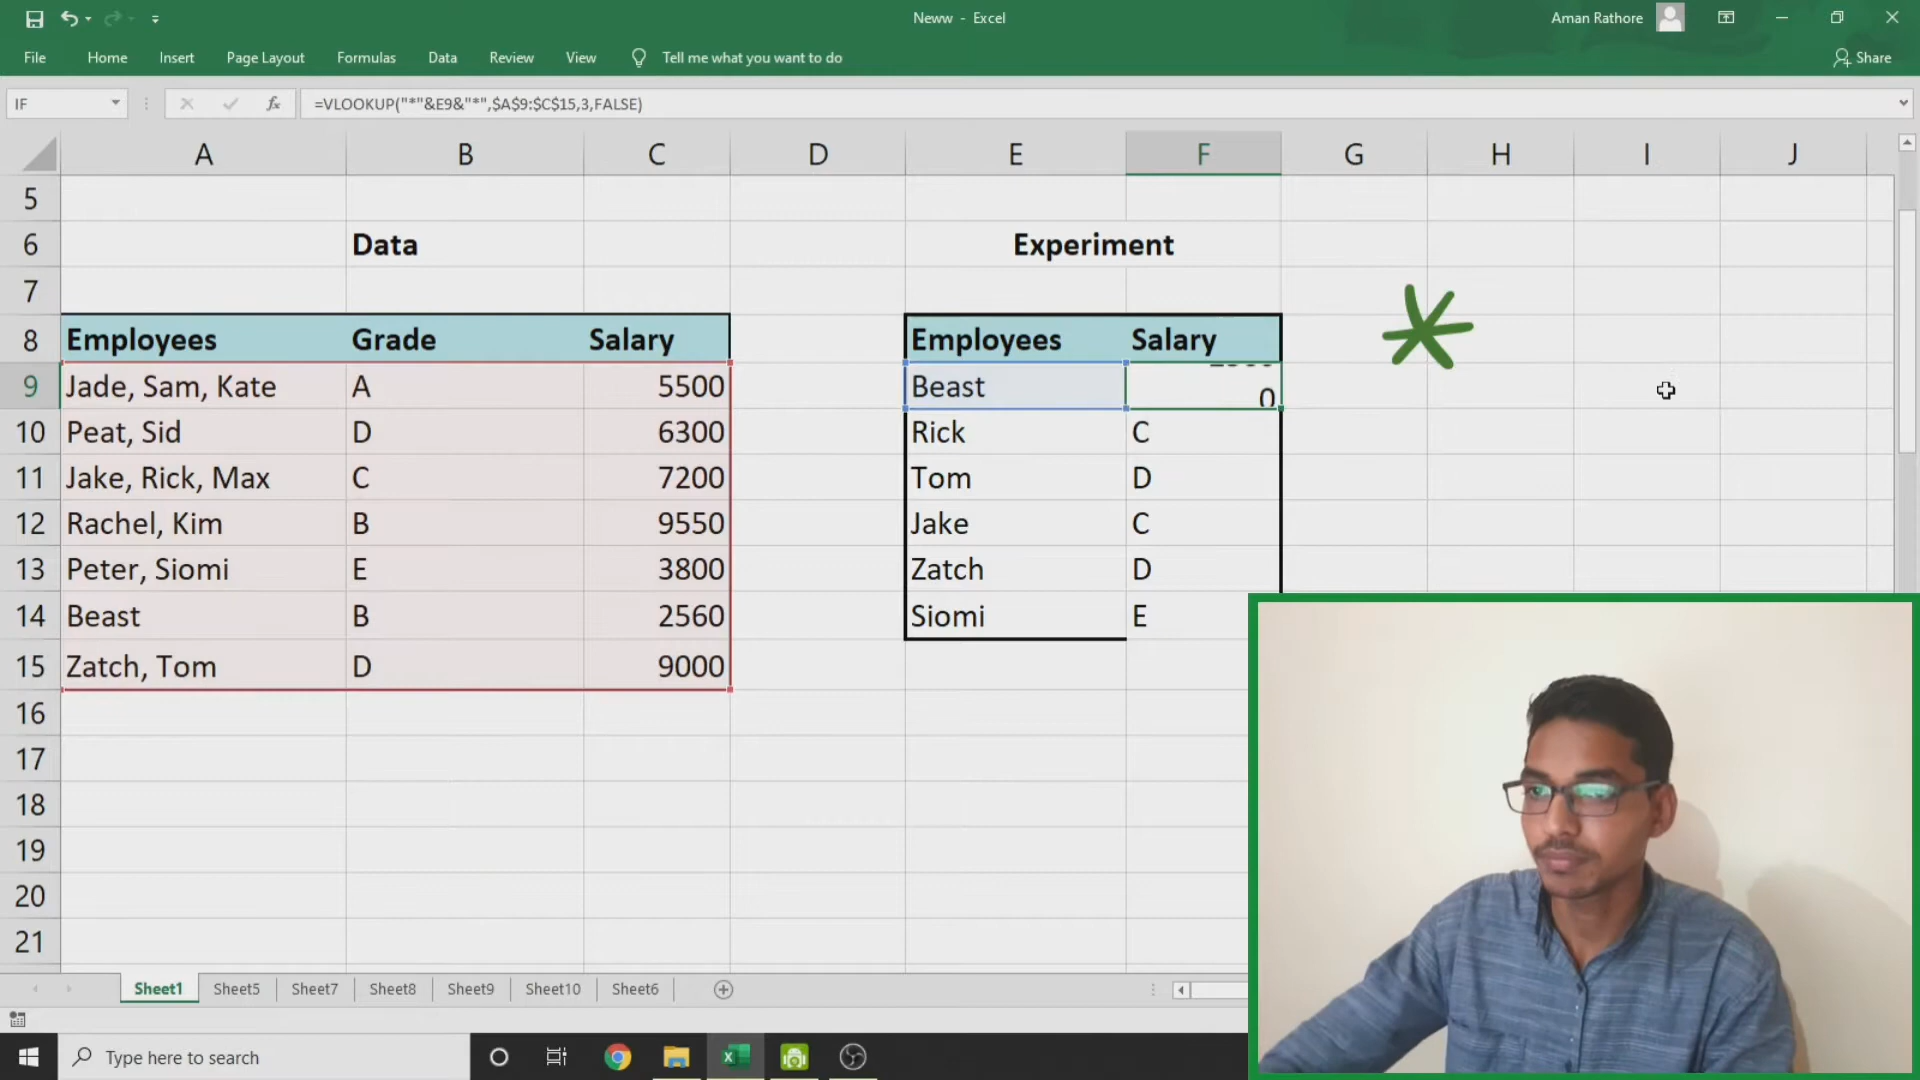 Neww - Excel
Aman Rathore
File Home Insert Page Layout Formulas Data Review View Tell me what you want to do Share
IF fx =VLOOKUP("*"&E9&"*",$A$9:$C$15,3,FALSE)
A B C D E F G H I J
5
6 Data Experiment
7
8 Employees Grade Salary Employees Salary
9 Jade, Sam, Kate A 5500 Beast 0
10 Peat, Sid D 6300 Rick C
11 Jake, Rick, Max C 7200 Tom D
12 Rachel, Kim B 9550 Jake C
13 Peter, Siomi E 3800 Zatch D
14 Beast B 2560 Siomi E
15 Zatch, Tom D 9000
16
17
18
19
20
21
Sheet1 Sheet5 Sheet7 Sheet8 Sheet9 Sheet10 Sheet6
Type here to search